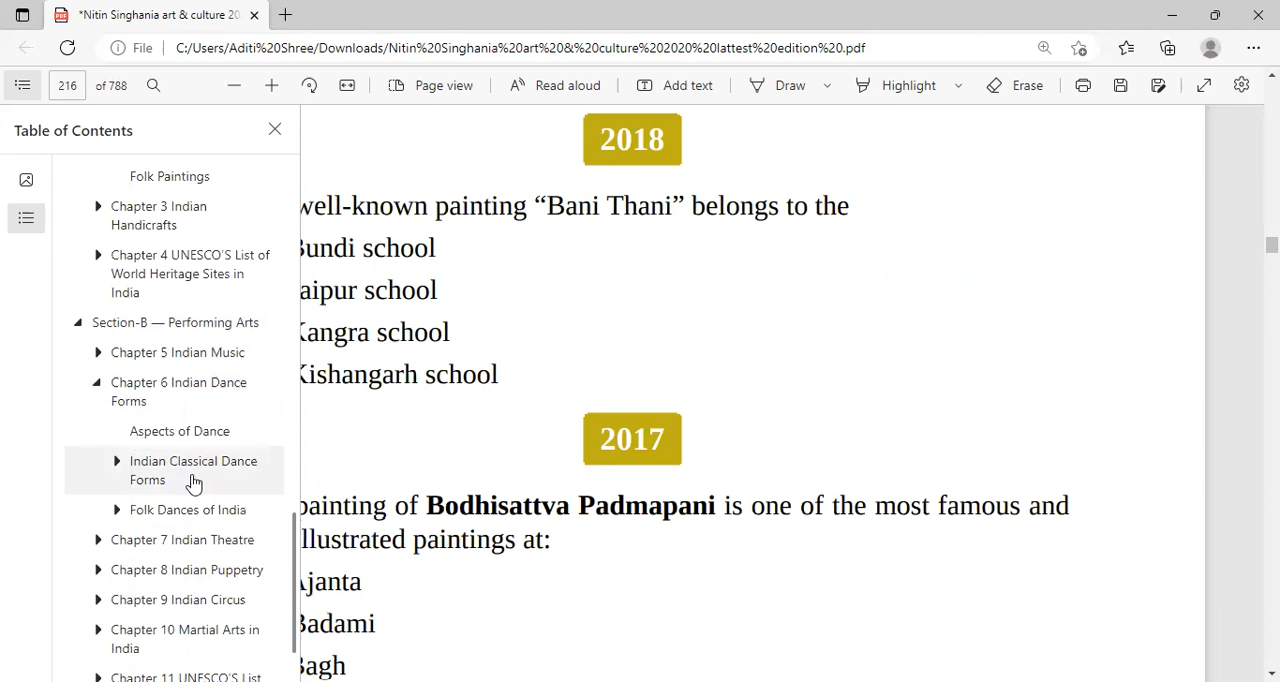 *Nitin Singhania art & culture 20
File
C:/Users/Aditi%20Shree/Downloads/Nitin%20Singhania%20art%20&%20culture%202020%20lattest%20edition%20.pdf
216 of 788
Page view
Read aloud
Add text
Draw
Highlight
Erase
Table of Contents
Folk Paintings
Chapter 3 Indian
Handicrafts
Chapter 4 UNESCO'S List of
World Heritage Sites in
India
Section-B — Performing Arts
Chapter 5 Indian Music
Chapter 6 Indian Dance
Forms
Aspects of Dance
Indian Classical Dance
Forms
Folk Dances of India
Chapter 7 Indian Theatre
Chapter 8 Indian Puppetry
Chapter 9 Indian Circus
Chapter 10 Martial Arts in
India
Chapter 11 UNESCO'S List
2018
well-known painting “Bani Thani” belongs to the
Bundi school
aipur school
Kangra school
Kishangarh school
2017
painting of Bodhisattva Padmapani is one of the most famous and
illustrated paintings at:
Ajanta
Badami
Bagh